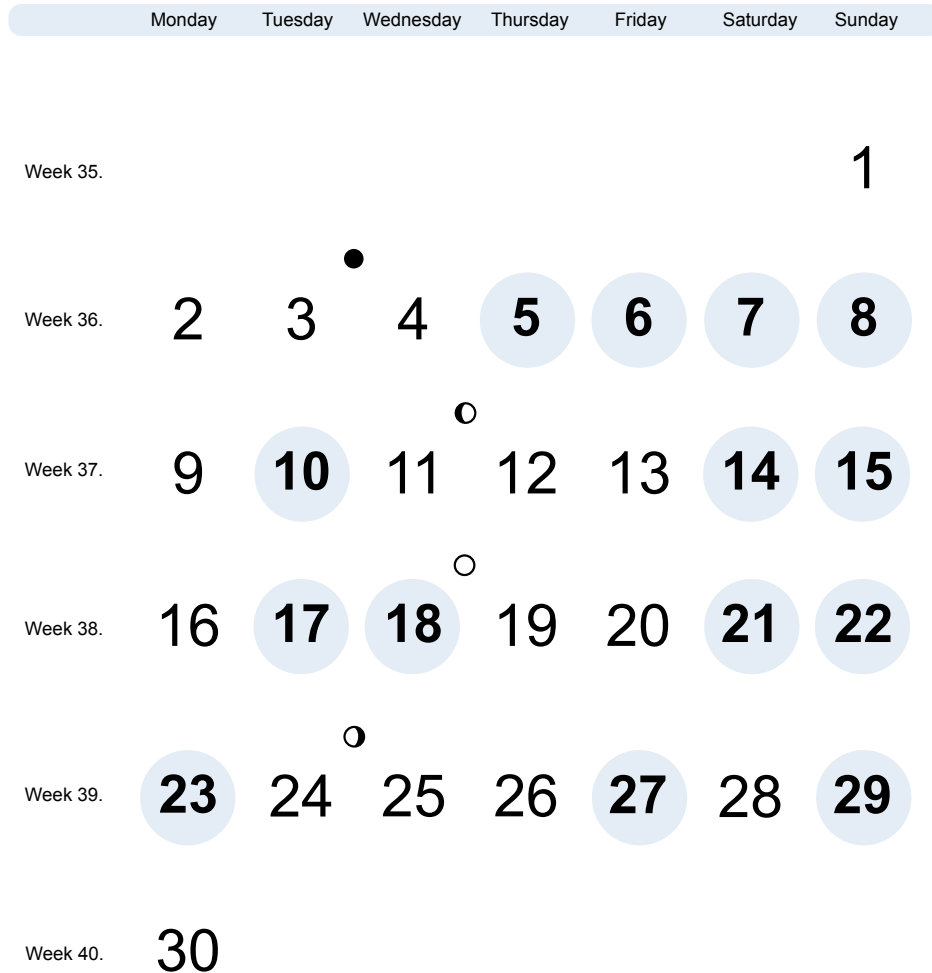 Monday Tuesday Wednesday Thursday Friday Saturday Sunday
Week 35. 1
Week 36. 2 3 4 5 6 7 8
Week 37. 9 10 11 12 13 14 15
Week 38. 16 17 18 19 20 21 22
Week 39. 23 24 25 26 27 28 29
Week 40. 30